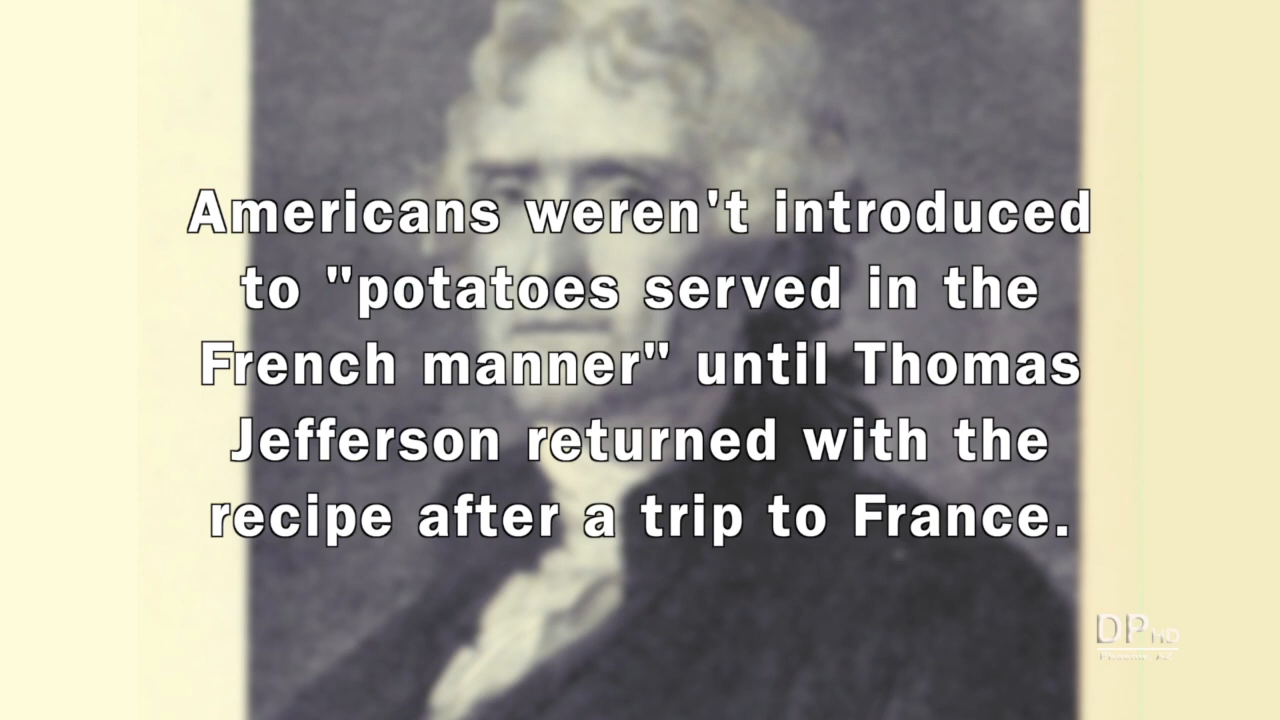 Americans weren't introduced
to "potatoes served in the
French manner" until Thomas
Jefferson returned with the
recipe after a trip to France.
DP HD